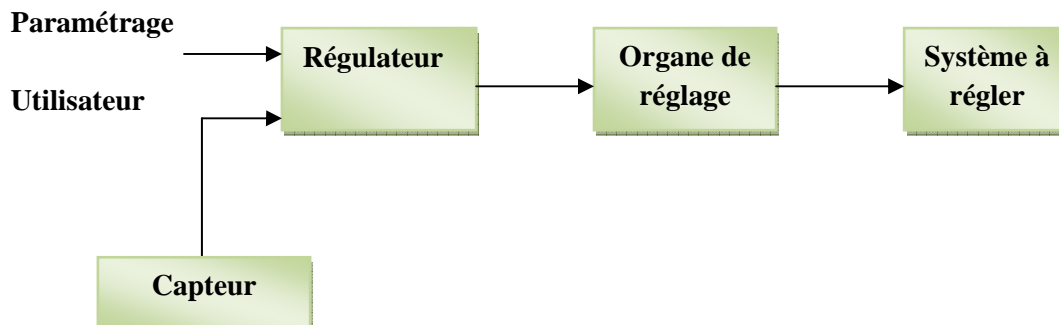 Paramétrage
Utilisateur
Régulateur
Organe de
réglage
Système à
régler
Capteur